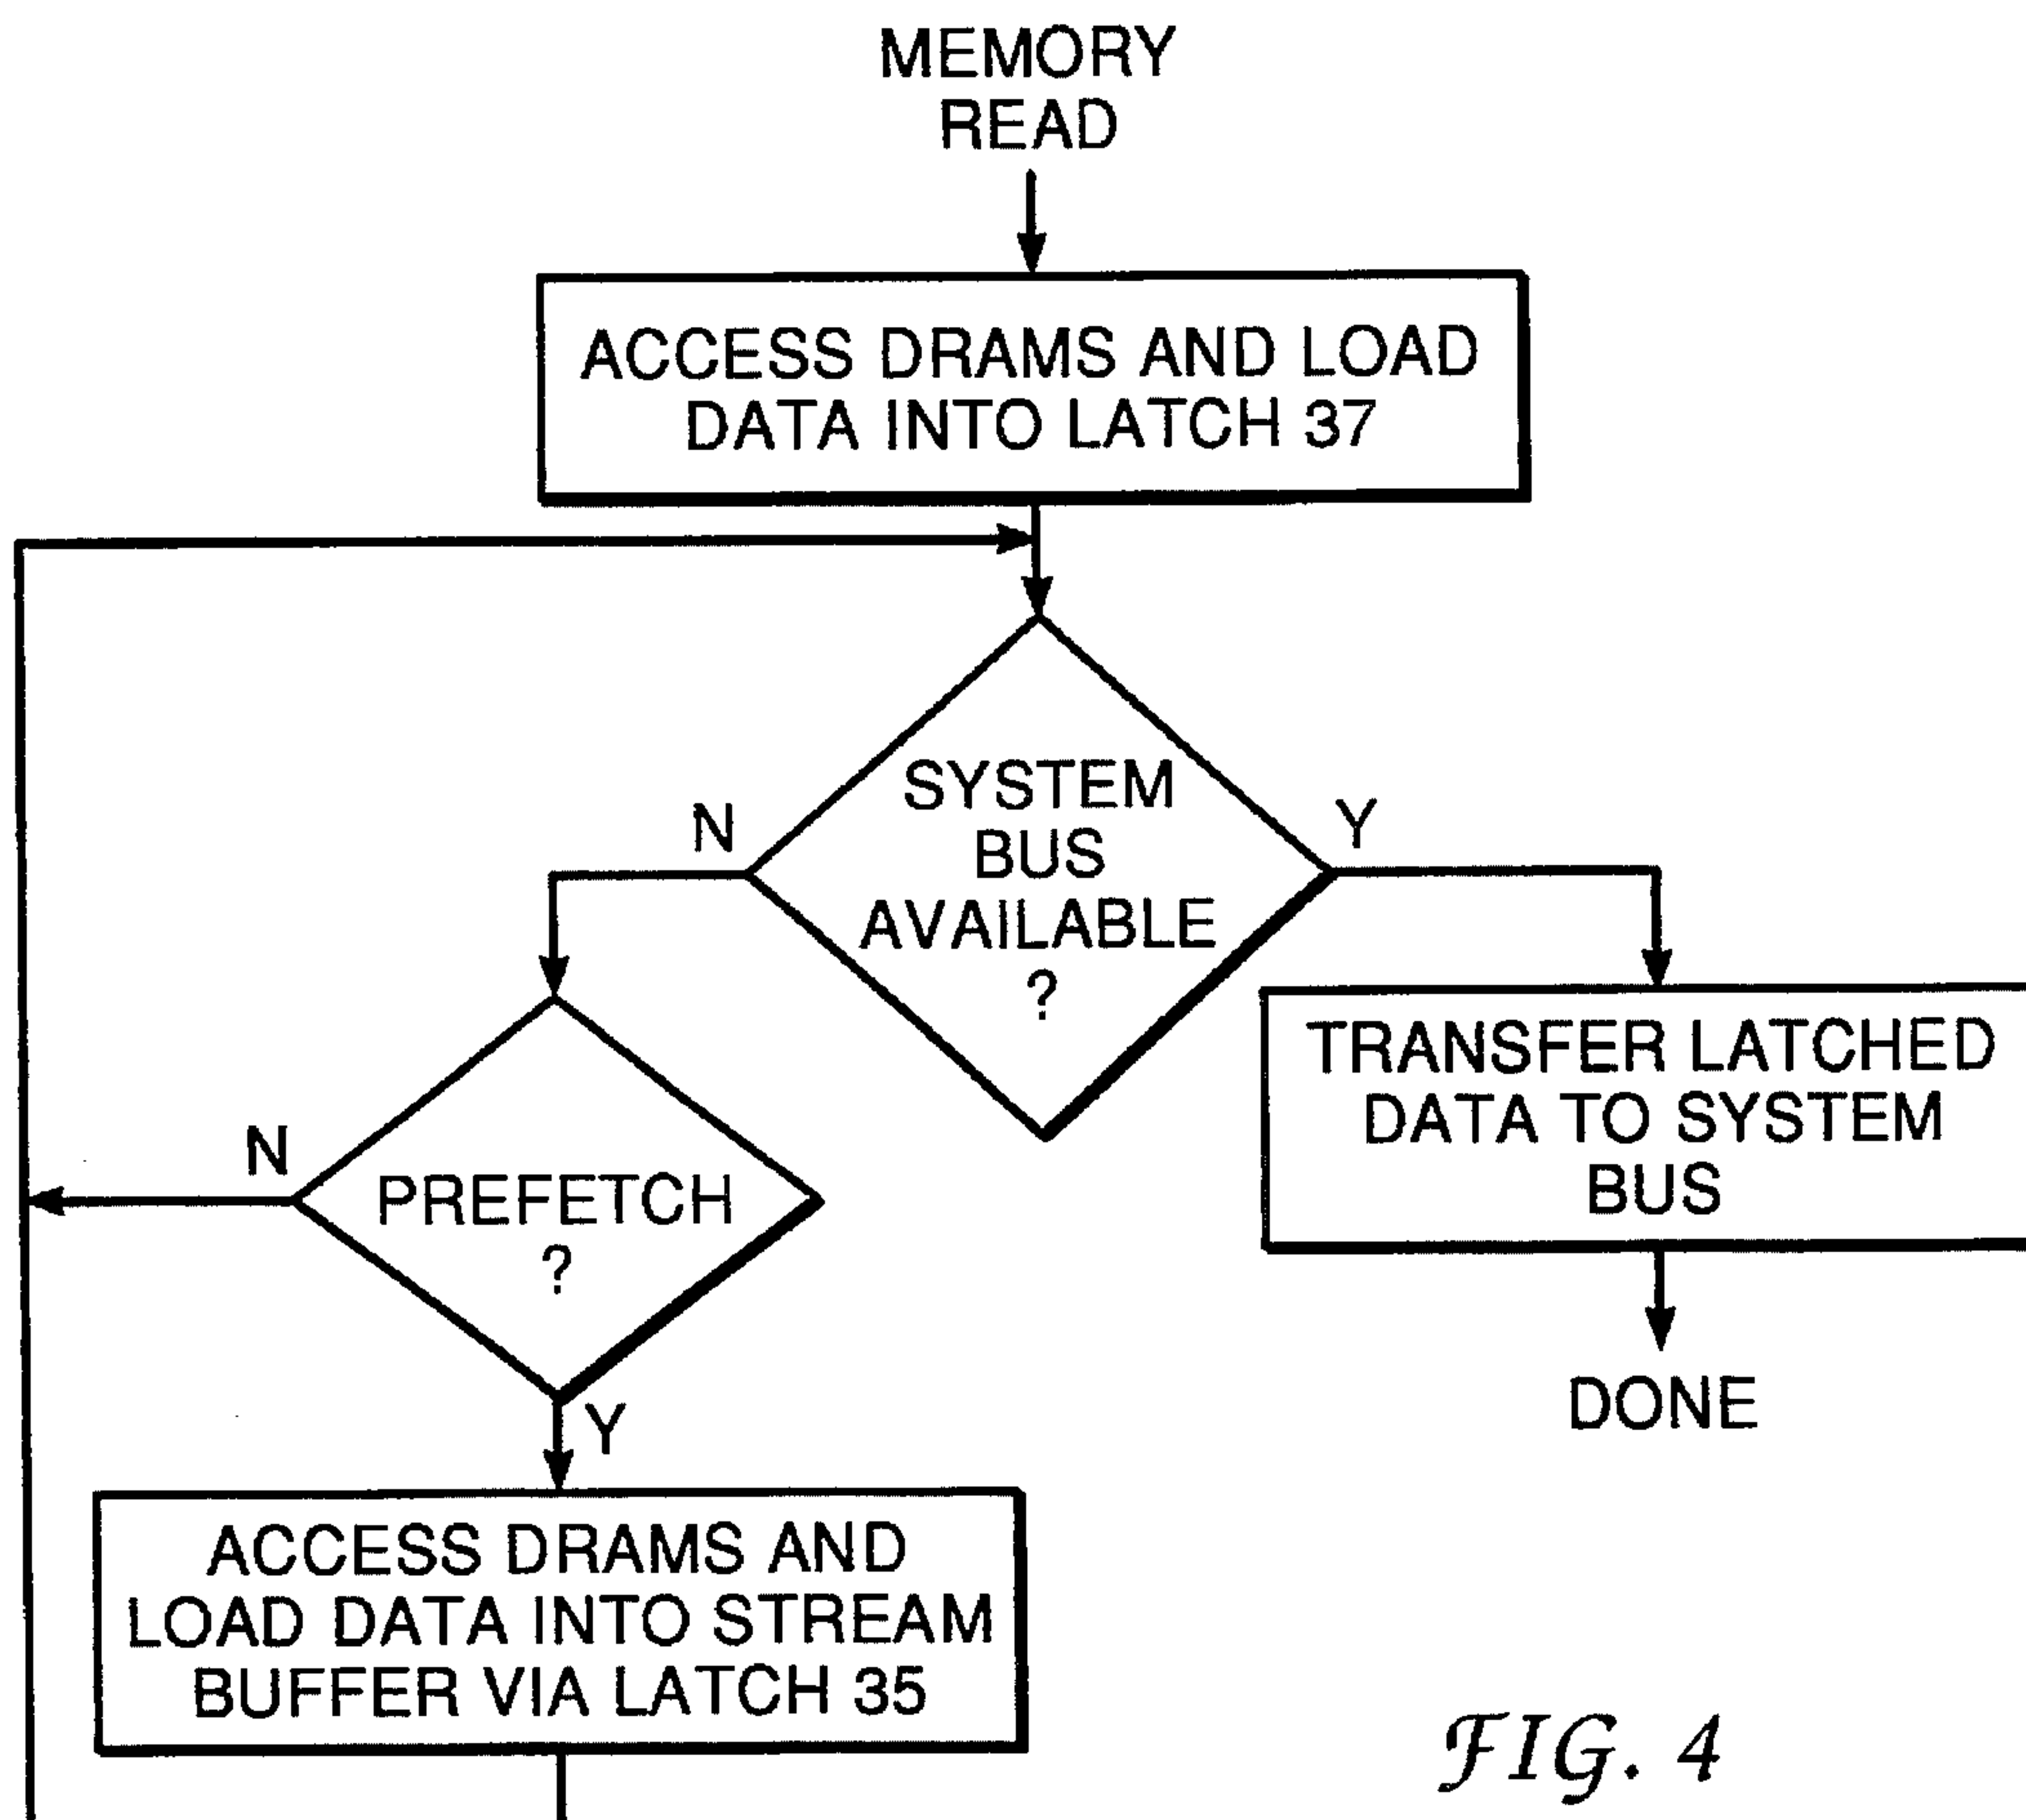 MEMORY
READ
ACCESS DRAMS AND LOAD
DATA INTO LATCH 37
SYSTEM
BUS
AVAILABLE
?
N
Y
PREFETCH
?
N
Y
TRANSFER LATCHED
DATA TO SYSTEM
BUS
DONE
ACCESS DRAMS AND
LOAD DATA INTO STREAM
BUFFER VIA LATCH 35
FIG. 4